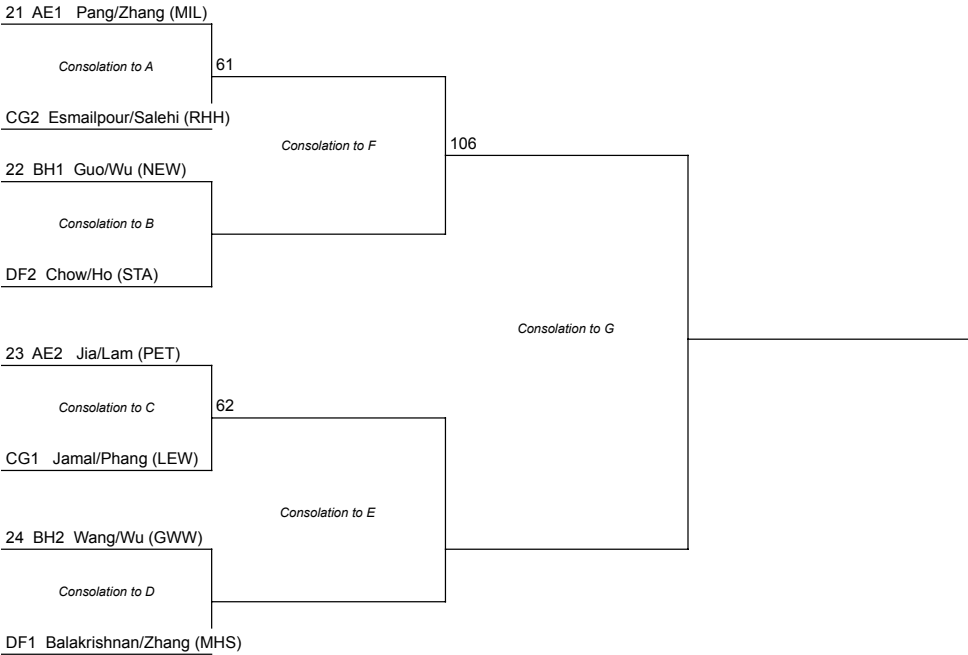 21 AE1 Pang/Zhang (MIL)
Consolation to A
61
CG2 Esmailpour/Salehi (RHH)
Consolation to F
106
22 BH1 Guo/Wu (NEW)
Consolation to B
DF2 Chow/Ho (STA)
Consolation to G
23 AE2 Jia/Lam (PET)
Consolation to C
62
CG1 Jamal/Phang (LEW)
Consolation to E
24 BH2 Wang/Wu (GWW)
Consolation to D
DF1 Balakrishnan/Zhang (MHS)